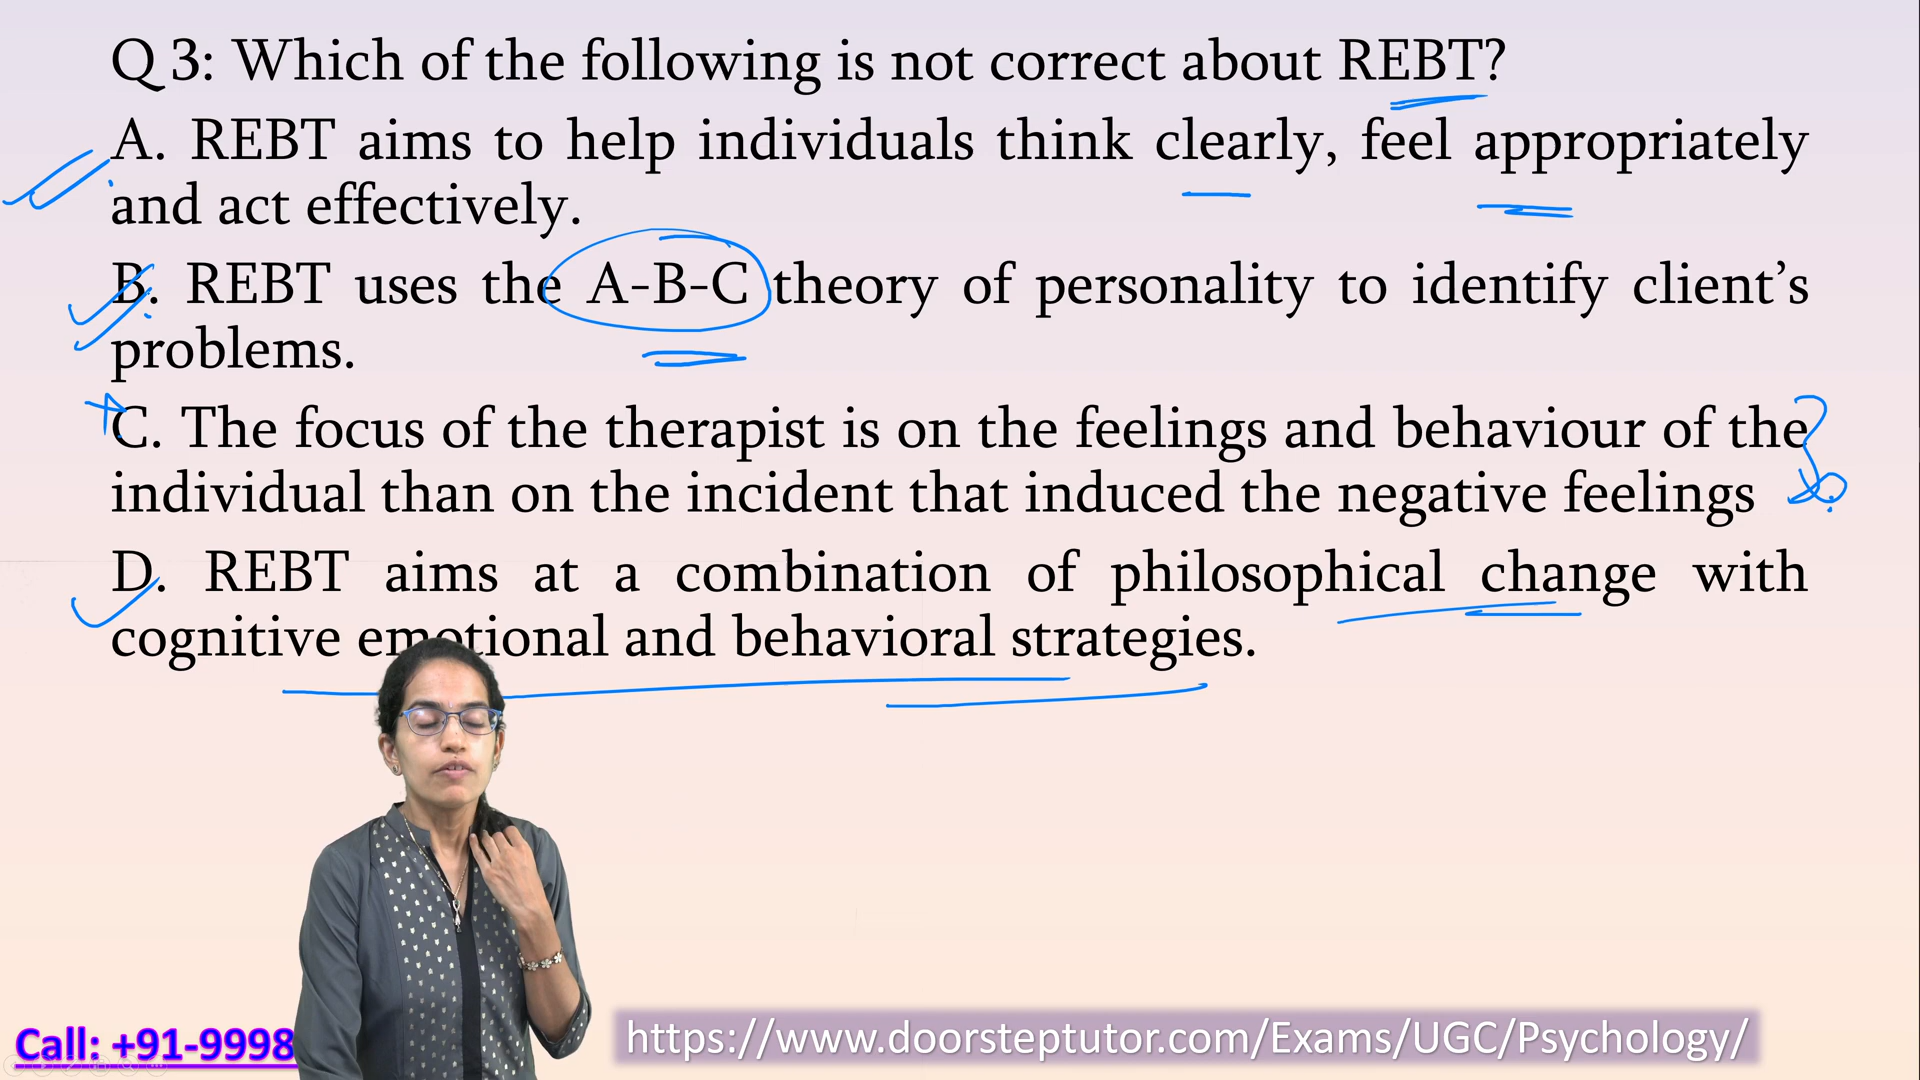 Q 3: Which of the following is not correct about REBT?
A. REBT aims to help individuals think clearly, feel appropriately
and act effectively.
B. REBT uses the A-B-C theory of personality to identify client’s
problems.
C. The focus of the therapist is on the feelings and behaviour of the
individual than on the incident that induced the negative feelings
D. REBT aims at a combination of philosophical change with
cognitive emotional and behavioral strategies.
Call: +91-9998
https://www.doorsteptutor.com/Exams/UGC/Psychology/